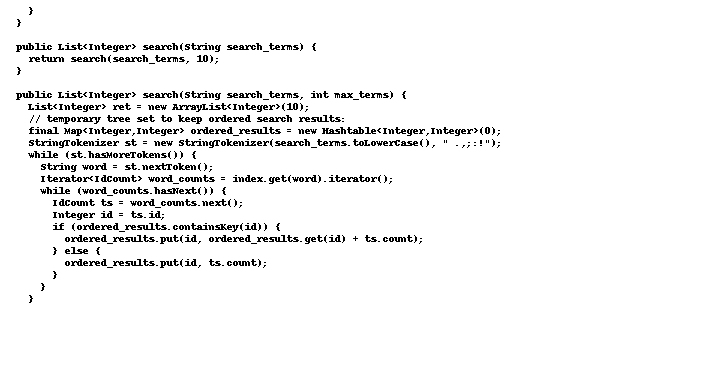 }
}
public List<Integer> search(String search_terms) {
return search(search_terms, 10);
}
public List<Integer> search(String search_terms, int max_terms) {
List<Integer> ret = new ArrayList<Integer>(10);
// temporary tree set to keep ordered search results:
final Map<Integer,Integer> ordered_results = new Hashtable<Integer,Integer>(0);
StringTokenizer st = new StringTokenizer(search_terms.toLowerCase(), " .,;:!");
while (st.hasMoreTokens()) {
String word = st.nextToken();
Iterator<IdCount> word_counts = index.get(word).iterator();
while (word_counts.hasNext()) {
IdCount ts = word_counts.next();
Integer id = ts.id;
if (ordered_results.containsKey(id)) {
ordered_results.put(id, ordered_results.get(id) + ts.count);
} else {
ordered_results.put(id, ts.count);
}
}
}